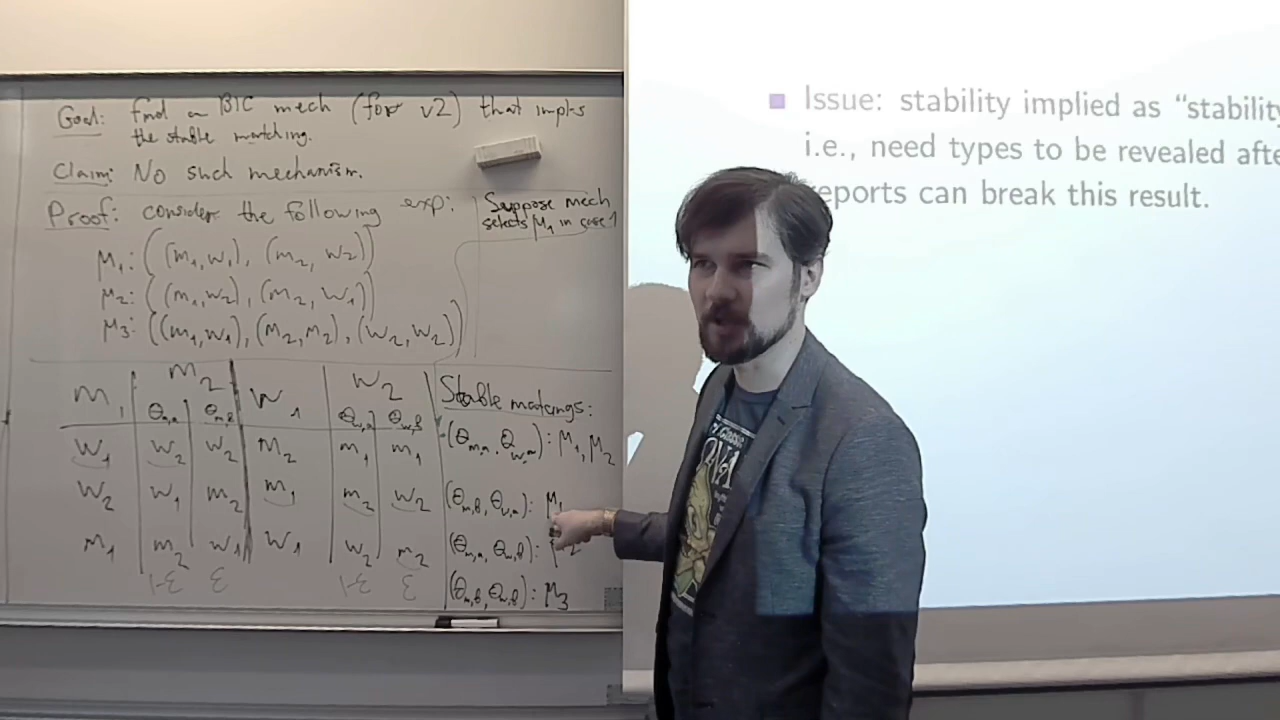 Goal: find a BIC mech (for v2) that implts
the stable matching.
Claim: No such mechanism.
Proof: consider the following exp:
Suppose mech
selects μ₁ in case 1
μ₁: ((m₁,w₁), (m₂, w₂))
μ₂: ((m₁,w₂), (m₂, w₁))
μ₃: ((m₁,w₁), (m₂,m₂), (w₂,w₂))
m₁ m₂ w₁ w₂
θm,a θm,b θw,a θw,b
w₁ w₂ w₂ m₂ m₁ m₁
w₂ w₁ m₂ m₁ m₂ w₂
m₁ m₂ w₁ w₁ w₂ m₂
1-ε ε 1-ε ε
Stable matcings:
(θm,a, θw,a): μ₁, μ₂
(θm,b, θw,a): μ₁
(θm,a, θw,b): μ₂
(θm,b, θw,b): μ₃
Issue: stability implied as “stability
i.e., need types to be revealed afte
reports can break this result.